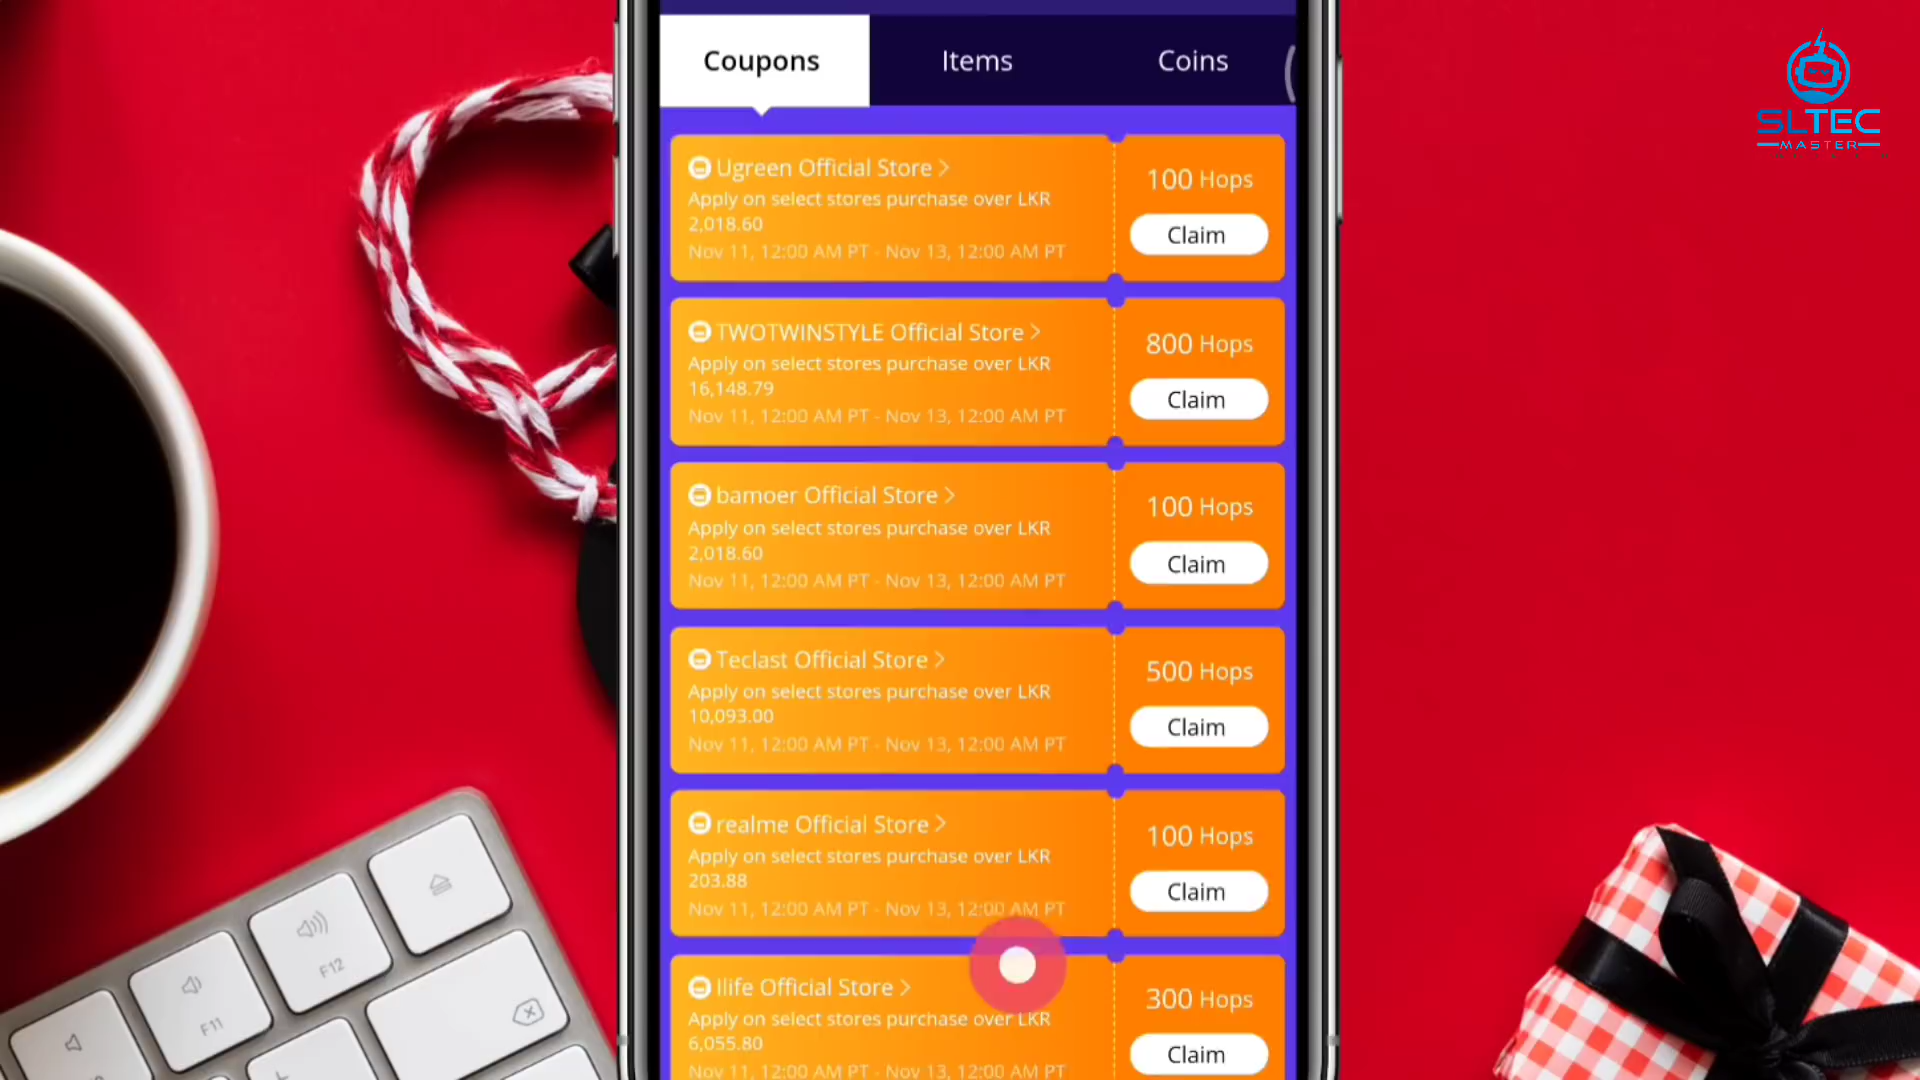 Coupons
Items
Coins
SLTEC
MASTER
Ugreen Official Store >
Apply on select stores purchase over LKR
2,018.60
Nov 11, 12:00 AM PT - Nov 13, 12:00 AM PT
100 Hops
Claim
TWOTWINSTYLE Official Store >
Apply on select stores purchase over LKR
16,148.79
Nov 11, 12:00 AM PT - Nov 13, 12:00 AM PT
800 Hops
Claim
bamoer Official Store >
Apply on select stores purchase over LKR
2,018.60
Nov 11, 12:00 AM PT - Nov 13, 12:00 AM PT
100 Hops
Claim
Teclast Official Store >
Apply on select stores purchase over LKR
10,093.00
Nov 11, 12:00 AM PT - Nov 13, 12:00 AM PT
500 Hops
Claim
realme Official Store >
Apply on select stores purchase over LKR
203.88
Nov 11, 12:00 AM PT - Nov 13, 12:00 AM PT
100 Hops
Claim
Ilife Official Store >
Apply on select stores purchase over LKR
6,055.80
Nov 11, 12:00 AM PT - Nov 13, 12:00 AM PT
300 Hops
Claim
F12
F11